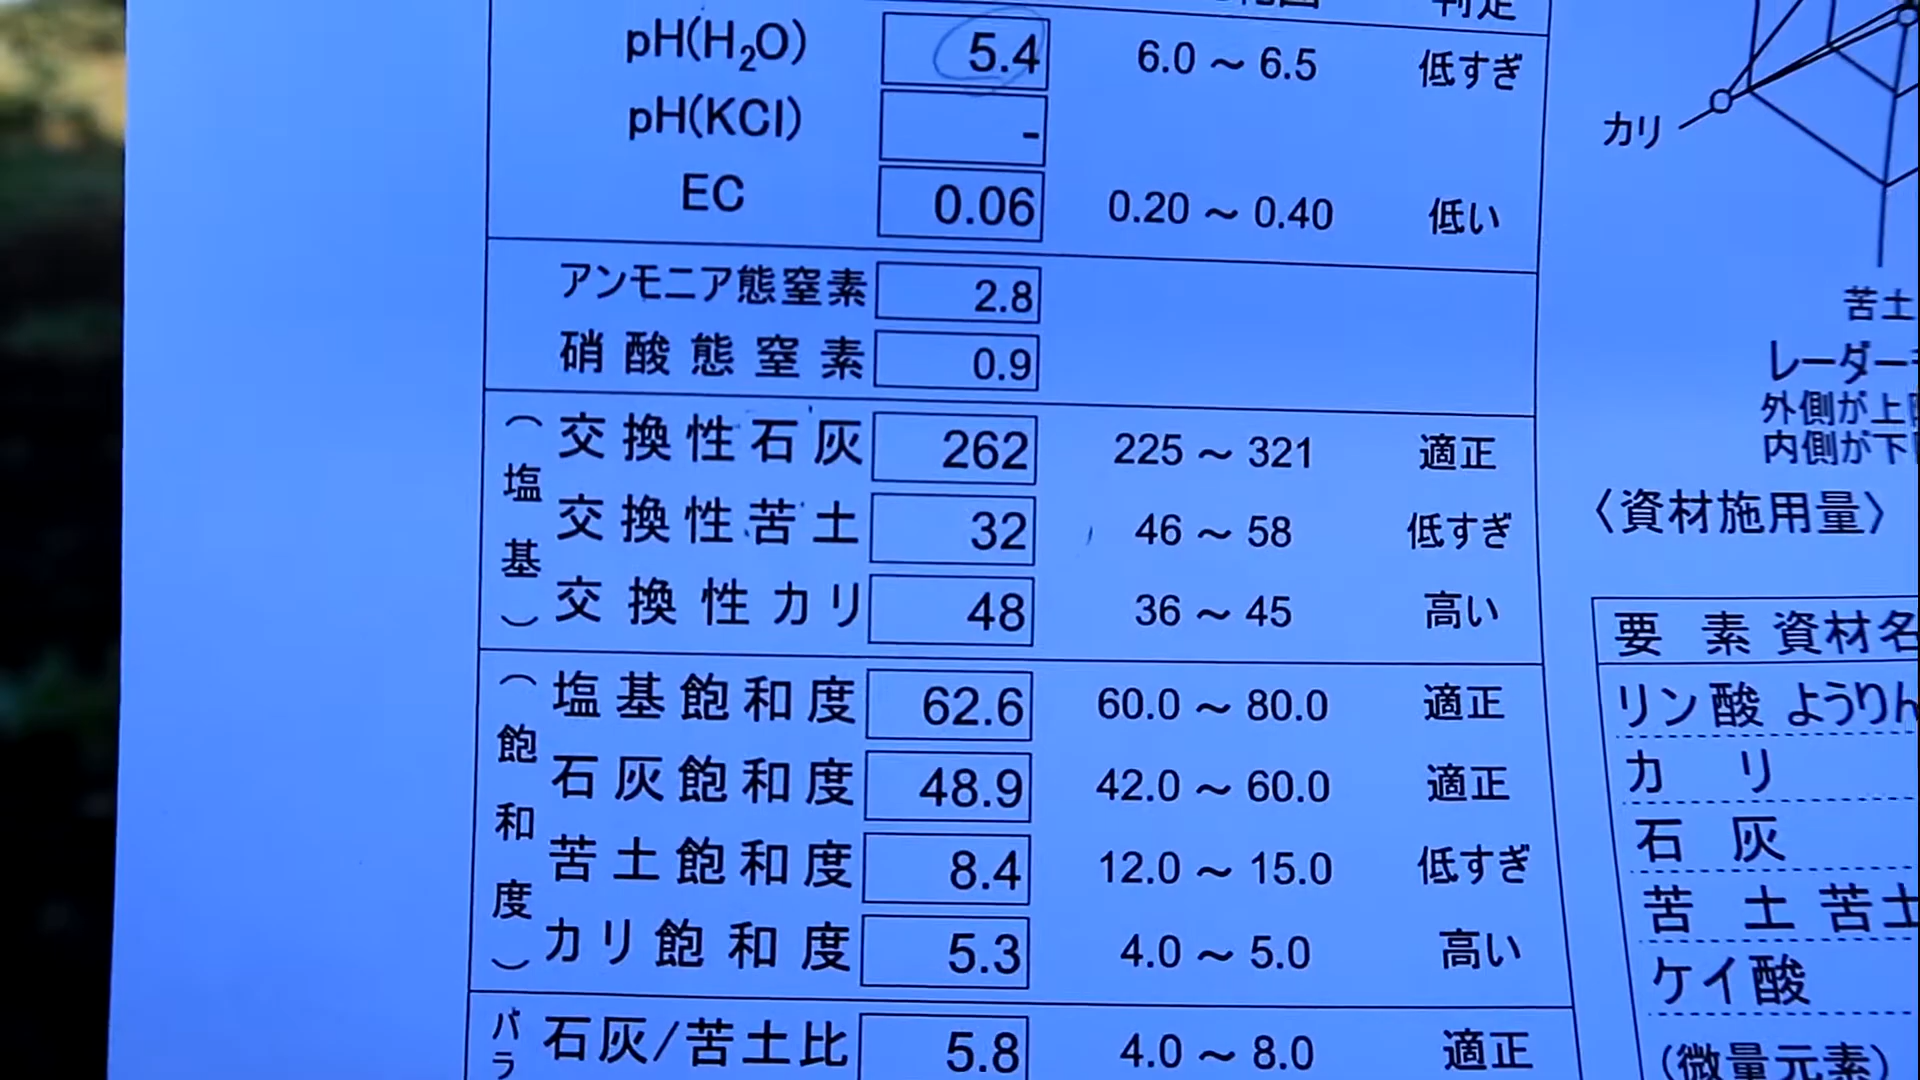 判定
pH(H₂O) 5.4 6.0 ～ 6.5 低すぎ
pH(KCl) -
EC 0.06 0.20 ～ 0.40 低い
アンモニア態窒素 2.8
硝酸態窒素 0.9
（塩基）
交換性石灰 262 225 ～ 321 適正
交換性苦土 32 46 ～ 58 低すぎ
交換性カリ 48 36 ～ 45 高い
（飽和度）
塩基飽和度 62.6 60.0 ～ 80.0 適正
石灰飽和度 48.9 42.0 ～ 60.0 適正
苦土飽和度 8.4 12.0 ～ 15.0 低すぎ
カリ飽和度 5.3 4.0 ～ 5.0 高い
バラ
石灰/苦土比 5.8 4.0 ～ 8.0 適正
カリ
苦土
レーダー
外側が上
内側が下
〈資材施用量〉
要素 資材名
リン酸 ようりん
カリ
石灰
苦土 苦土
ケイ酸
(微量元素)